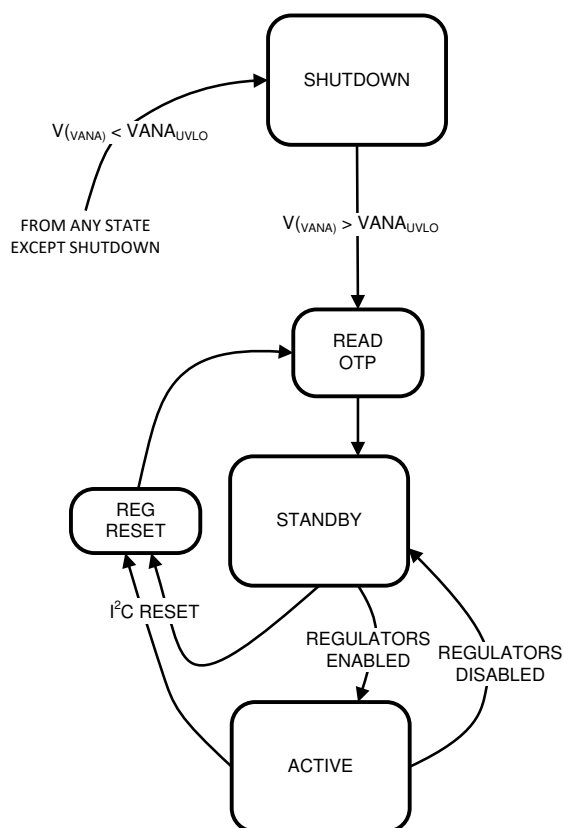 SHUTDOWN
V(VANA) < VANAUVLO
FROM ANY STATE
EXCEPT SHUTDOWN
V(VANA) > VANAUVLO
READ
OTP
REG
RESET
STANDBY
I²C RESET
REGULATORS
ENABLED
REGULATORS
DISABLED
ACTIVE